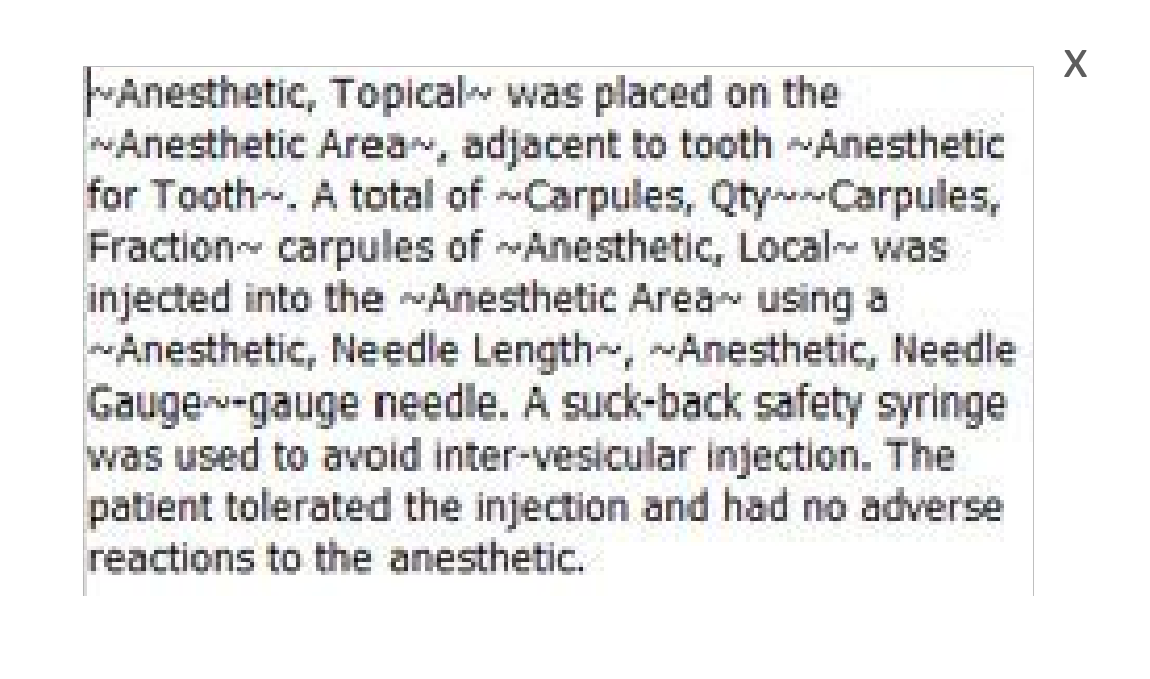 X
~Anesthetic, Topical~ was placed on the
~Anesthetic Area~, adjacent to tooth ~Anesthetic
for Tooth~. A total of ~Carpules, Qty~~Carpules,
Fraction~ carpules of ~Anesthetic, Local~ was
injected into the ~Anesthetic Area~ using a
~Anesthetic, Needle Length~, ~Anesthetic, Needle
Gauge~-gauge needle. A suck-back safety syringe
was used to avoid inter-vesicular injection. The
patient tolerated the injection and had no adverse
reactions to the anesthetic.